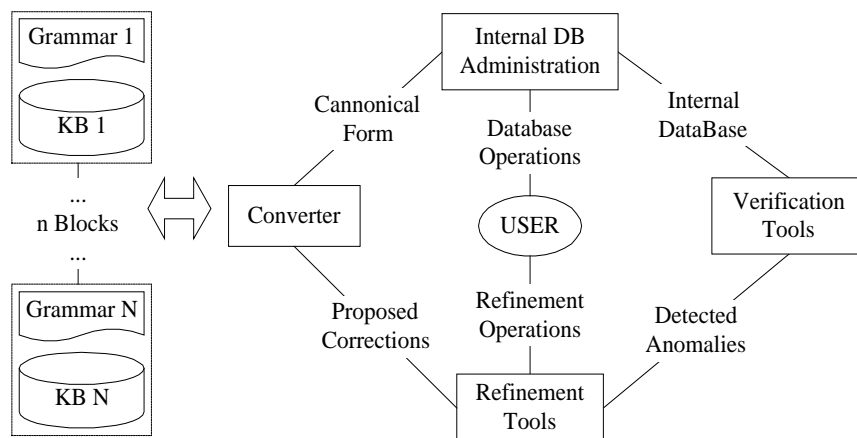 Grammar 1
KB 1
...
n Blocks
...
Grammar N
KB N
Converter
Cannonical
Form
Internal DB
Administration
Database
Operations
USER
Refinement
Operations
Refinement
Tools
Proposed
Corrections
Internal
DataBase
Verification
Tools
Detected
Anomalies